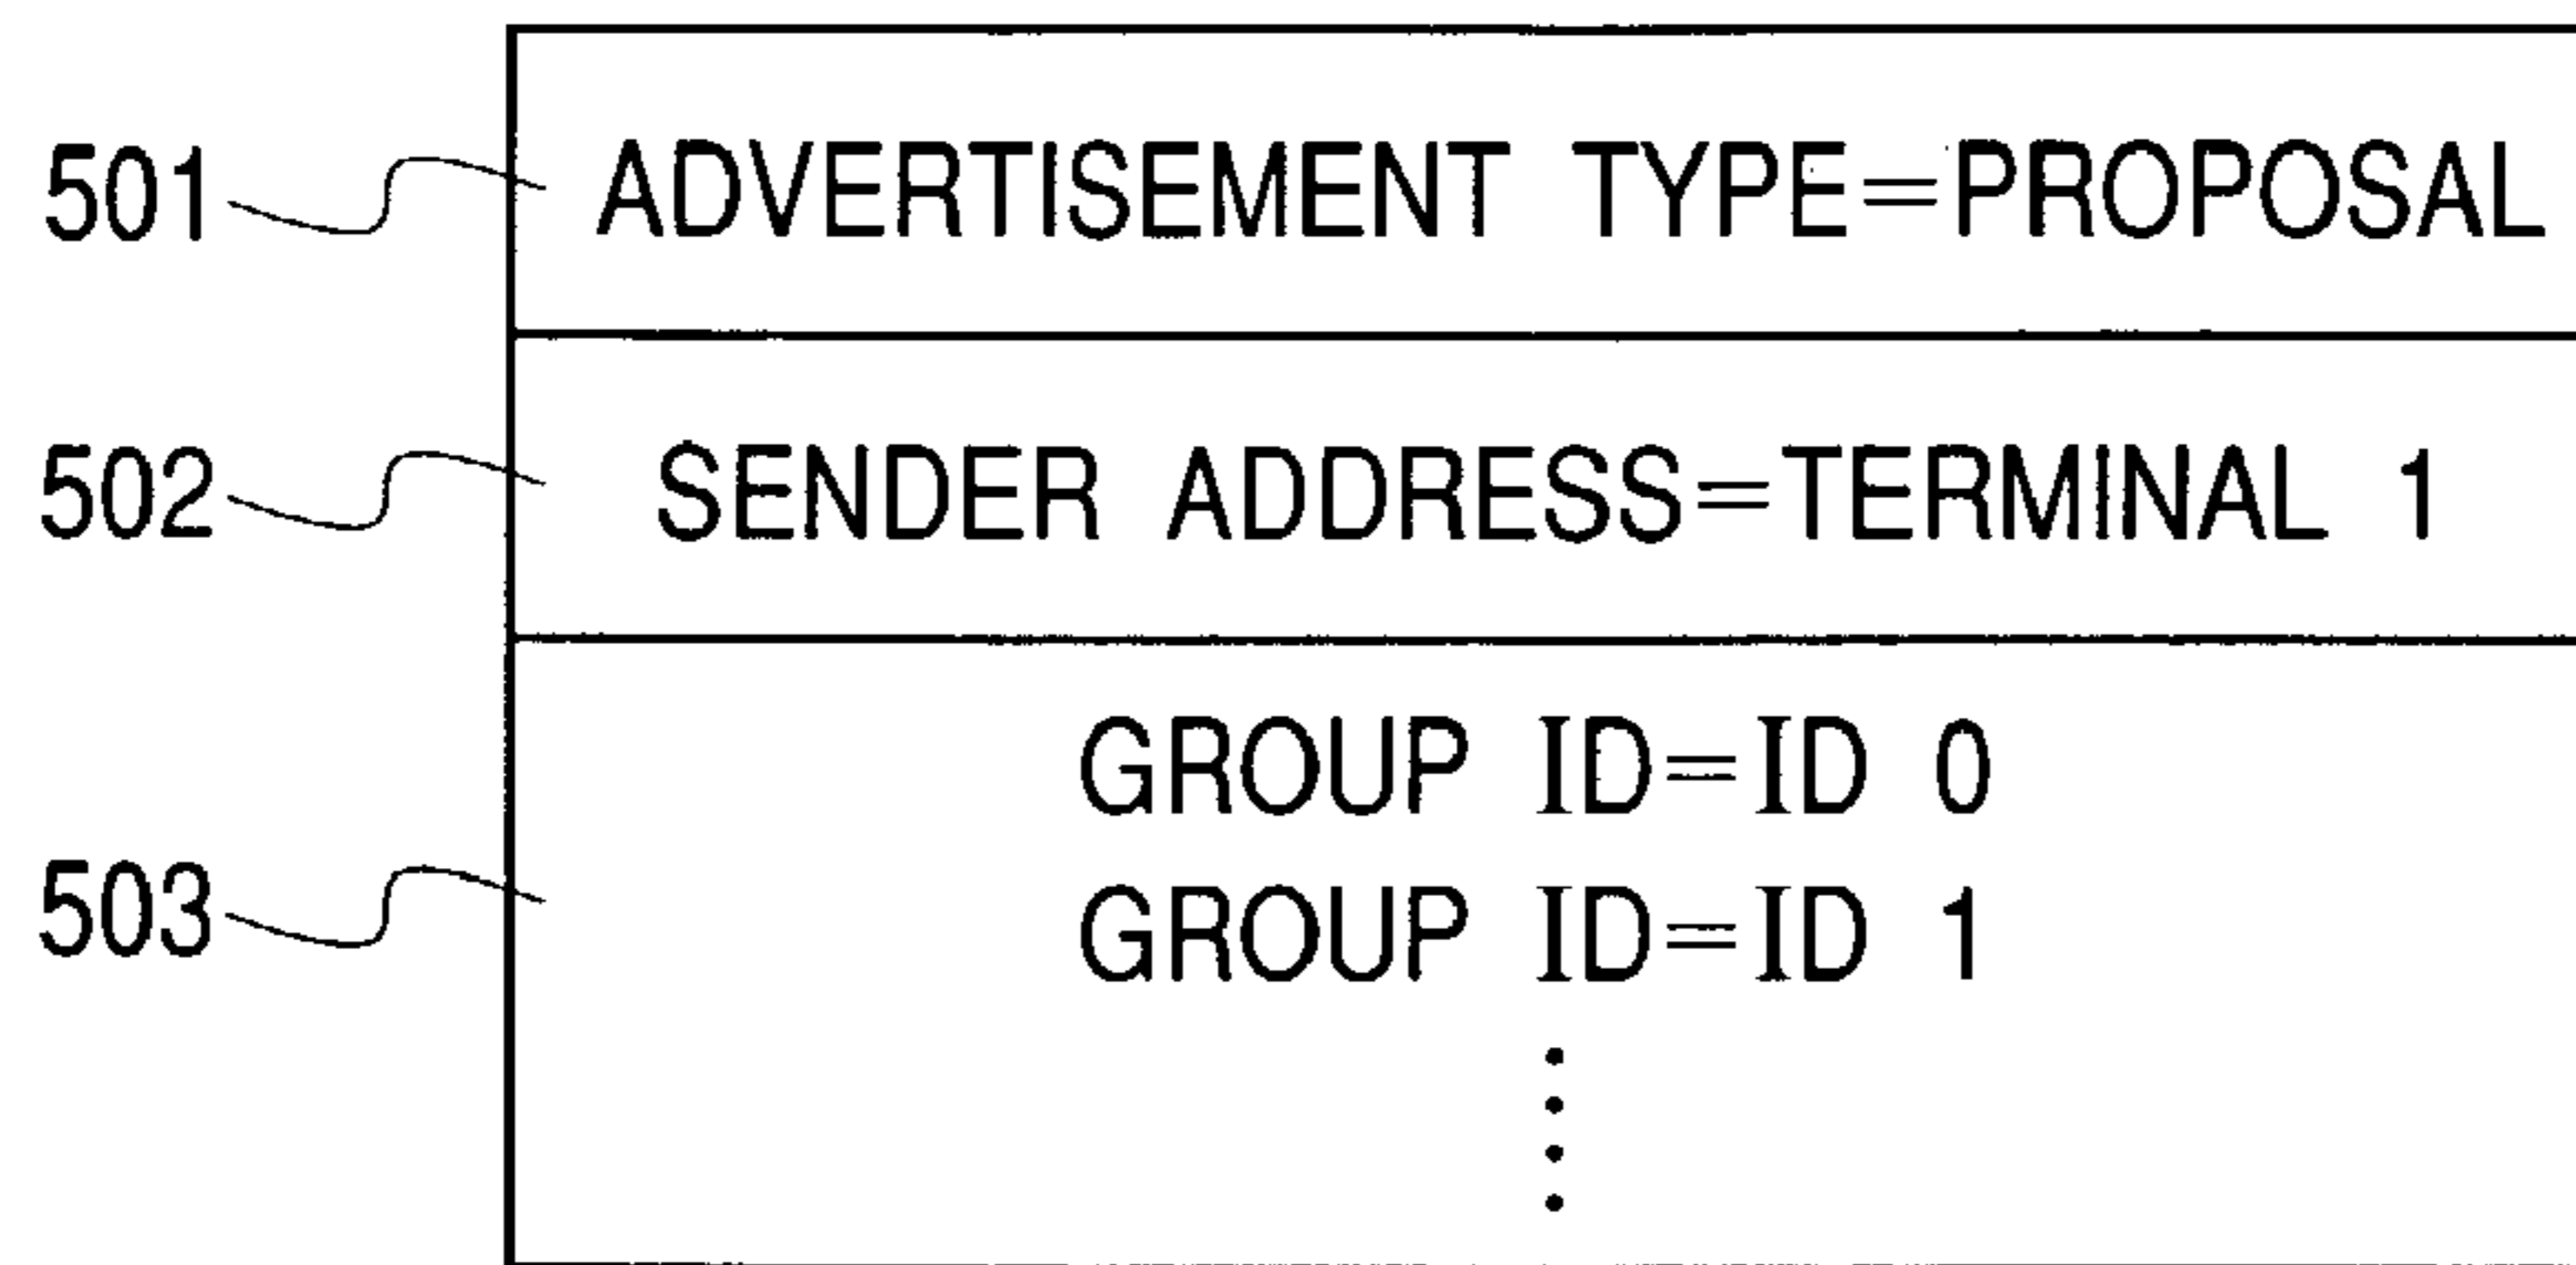 501 ADVERTISEMENT TYPE=PROPOSAL
502 SENDER ADDRESS=TERMINAL 1
GROUP ID=ID 0
503
GROUP ID=ID 1